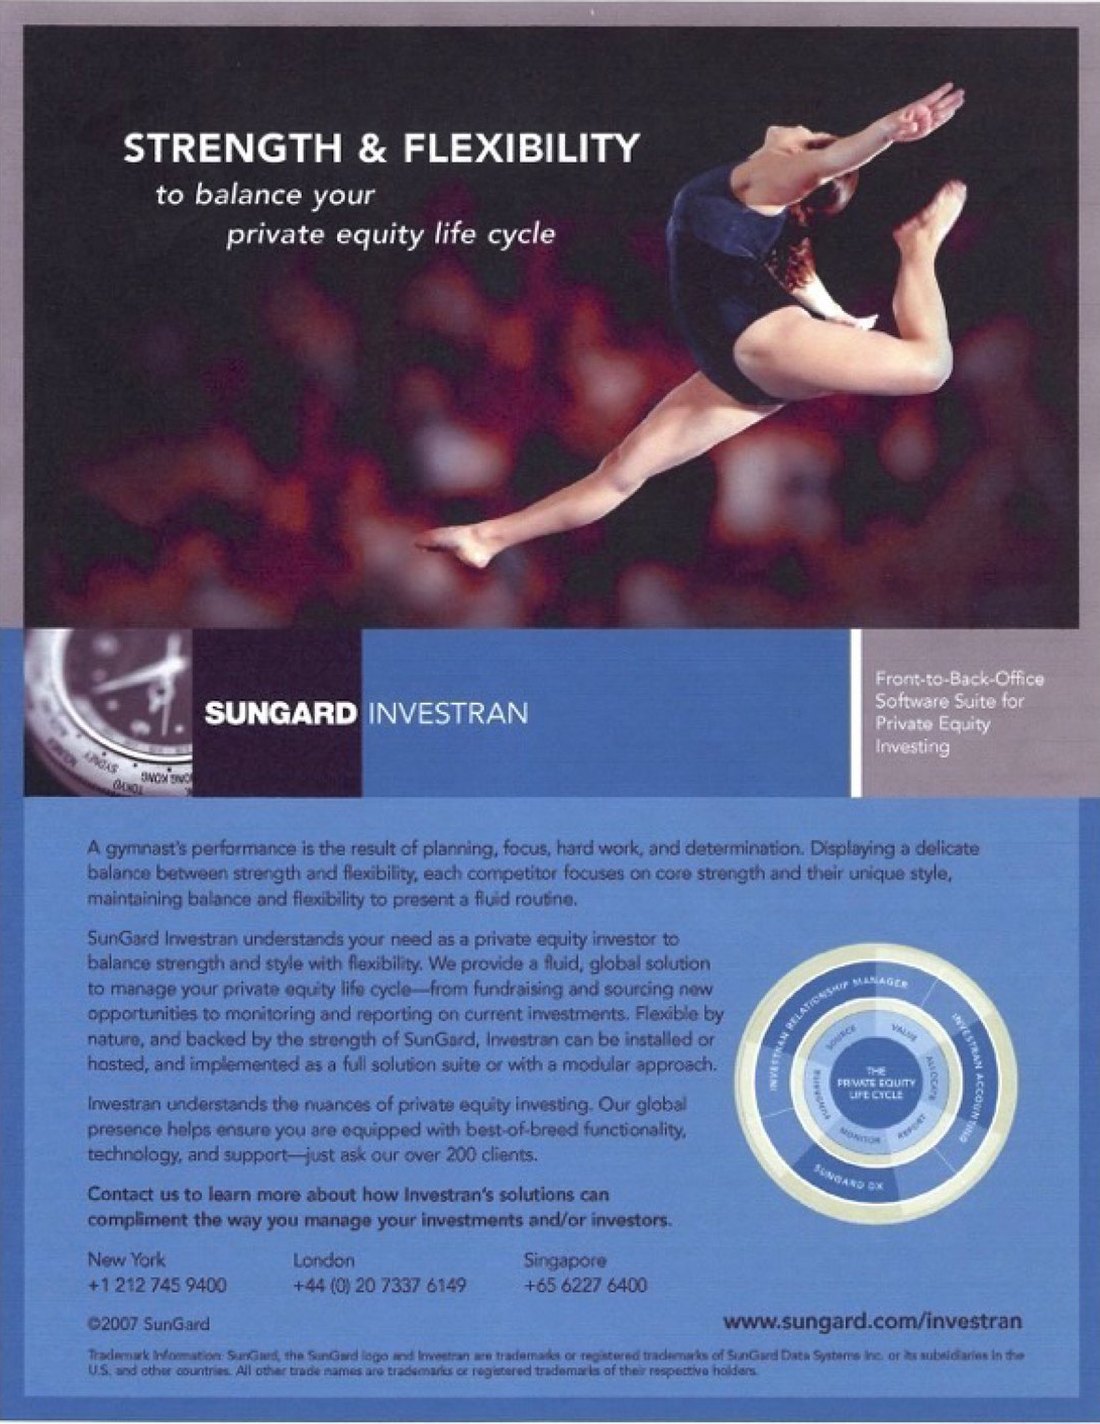 STRENGTH & FLEXIBILITY
to balance your
private equity life cycle
SYDNEY
TOKYO
HONG KONG
SUNGARD INVESTRAN
Front-to-Back-Office
Software Suite for
Private Equity
Investing
A gymnast's performance is the result of planning, focus, hard work, and determination. Displaying a delicate
balance between strength and flexibility, each competitor focuses on core strength and their unique style,
maintaining balance and flexibility to present a fluid routine.
SunGard Investran understands your need as a private equity investor to
balance strength and style with flexibility. We provide a fluid, global solution
to manage your private equity life cycle—from fundraising and sourcing new
opportunities to monitoring and reporting on current investments. Flexible by
nature, and backed by the strength of SunGard, Investran can be installed or
hosted, and implemented as a full solution suite or with a modular approach.
Investran understands the nuances of private equity investing. Our global
presence helps ensure you are equipped with best-of-breed functionality,
technology, and support—just ask our over 200 clients.
Contact us to learn more about how Investran's solutions can
compliment the way you manage your investments and/or investors.
INVESTRAN RELATIONSHIP MANAGER
INVESTRAN ACCOUNTING
SUNGARD DX
SOURCE
VALUE
ALLOCATE
REPORT
MONITOR
FUNDRAISE
THE
PRIVATE EQUITY
LIFE CYCLE
New York London Singapore
+1 212 745 9400 +44 (0) 20 7337 6149 +65 6227 6400
©2007 SunGard www.sungard.com/investran
Trademark Information: SunGard, the SunGard logo and Investran are trademarks or registered trademarks of SunGard Data Systems Inc. or its subsidiaries in the
U.S. and other countries. All other trade names are trademarks or registered trademarks of their respective holders.